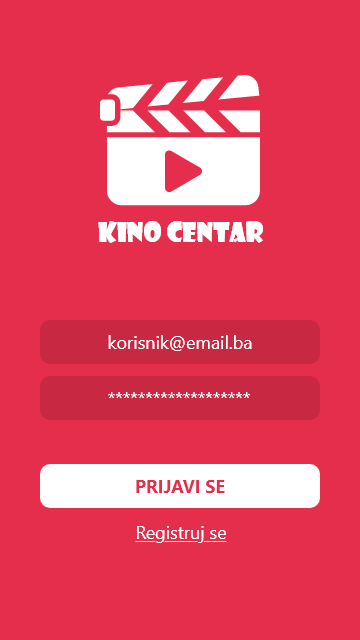 KINO CENTAR
korisnik@email.ba
*******************
PRIJAVI SE
Registruj se